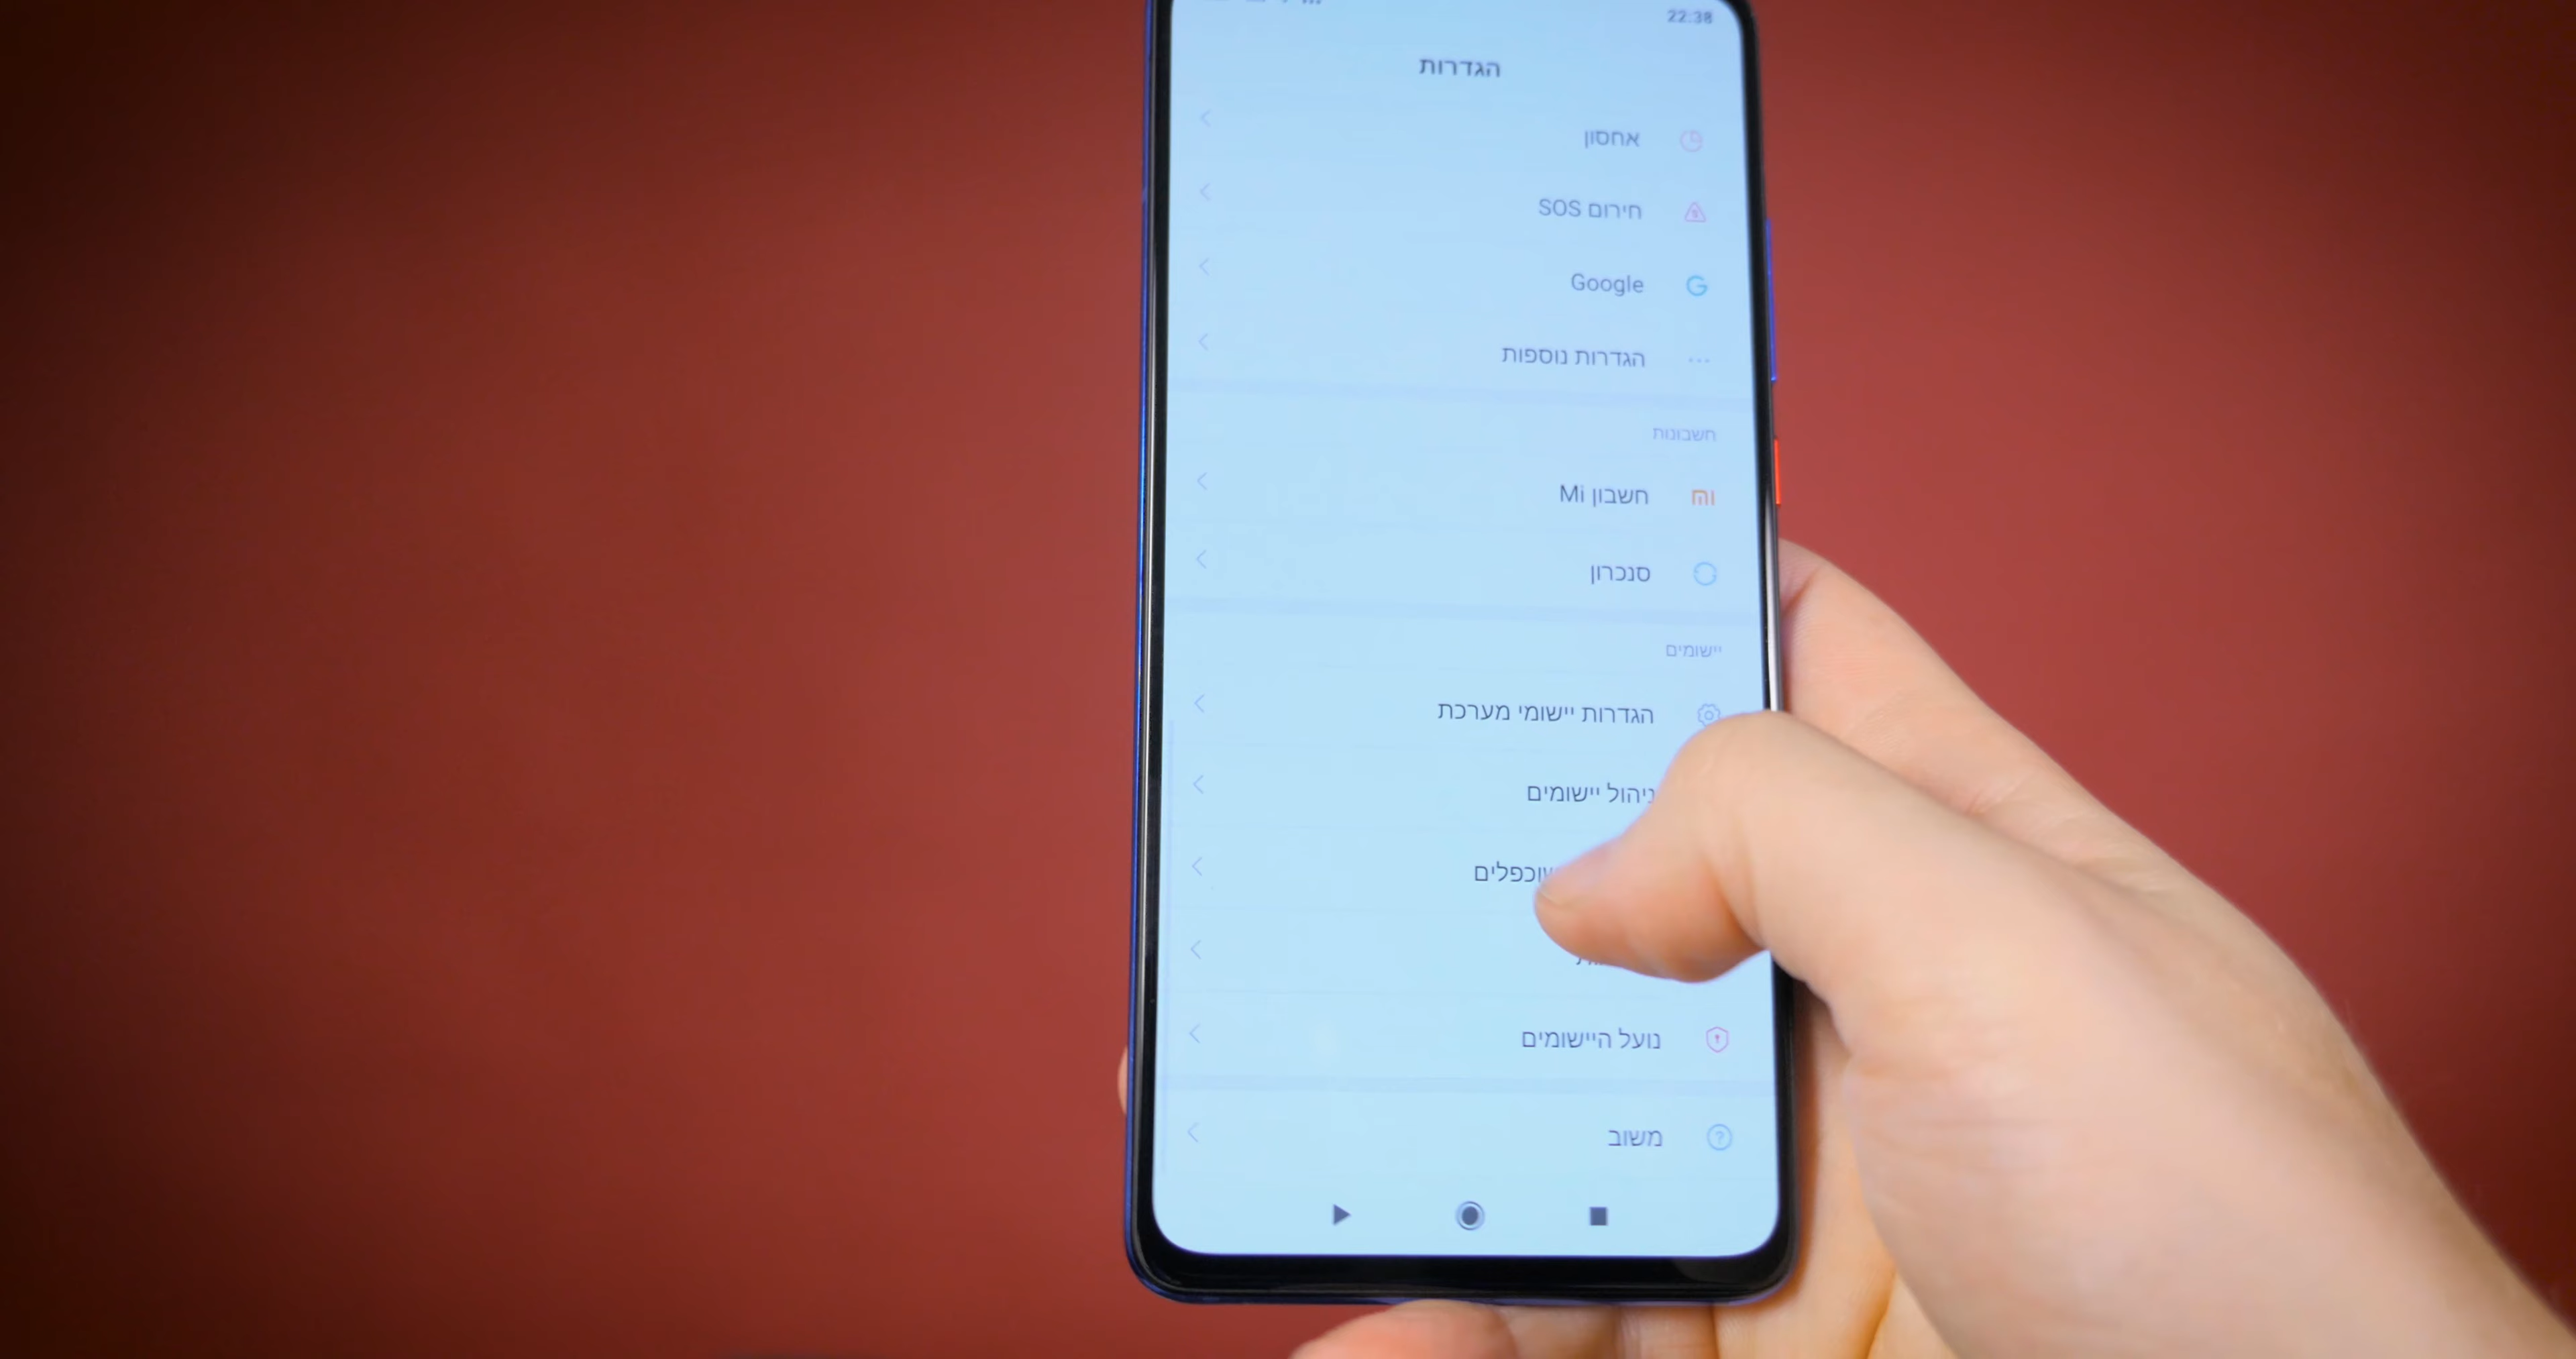 22:38
הגדרות
אחסון
חירום SOS
Google
הגדרות נוספות
חשבונות
חשבון Mi
סנכרון
יישומים
הגדרות יישומי מערכת
ניהול יישומים
נועל היישומים
משוב